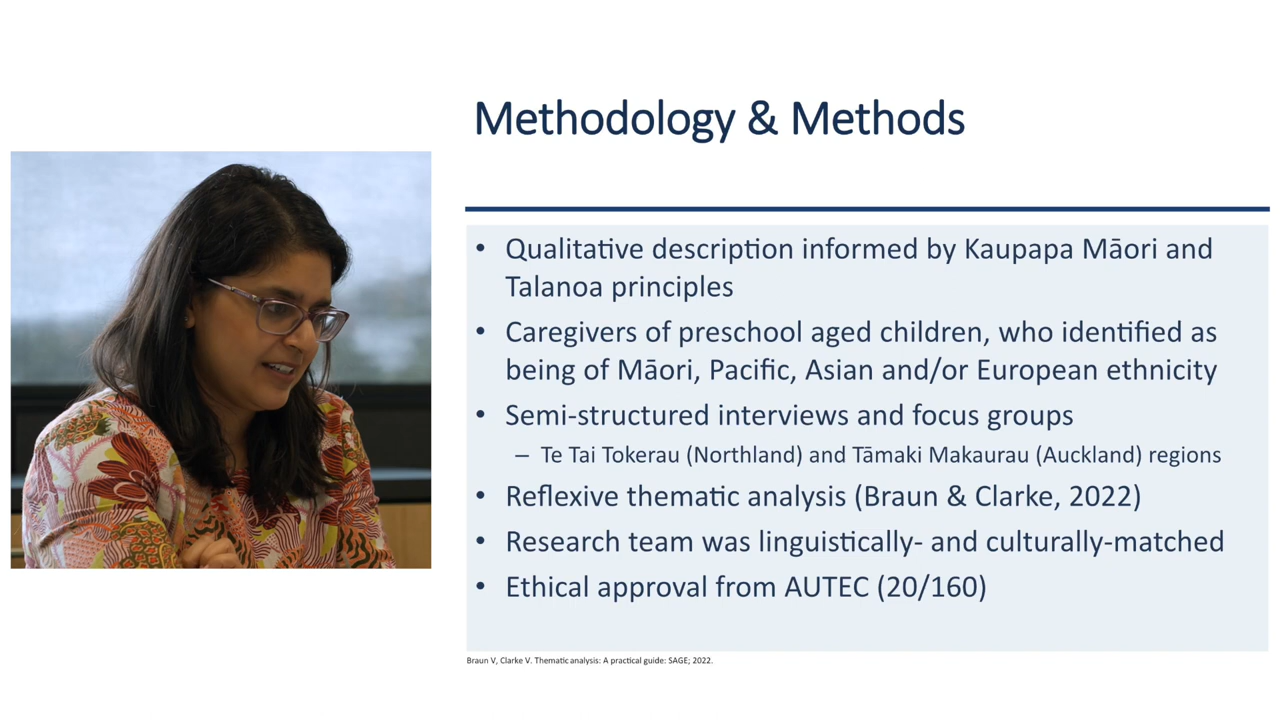 Methodology & Methods
• Qualitative description informed by Kaupapa Māori and
Talanoa principles
• Caregivers of preschool aged children, who identified as
being of Māori, Pacific, Asian and/or European ethnicity
• Semi-structured interviews and focus groups
– Te Tai Tokerau (Northland) and Tāmaki Makaurau (Auckland) regions
• Reflexive thematic analysis (Braun & Clarke, 2022)
• Research team was linguistically- and culturally-matched
• Ethical approval from AUTEC (20/160)
Braun V, Clarke V. Thematic analysis: A practical guide: SAGE; 2022.